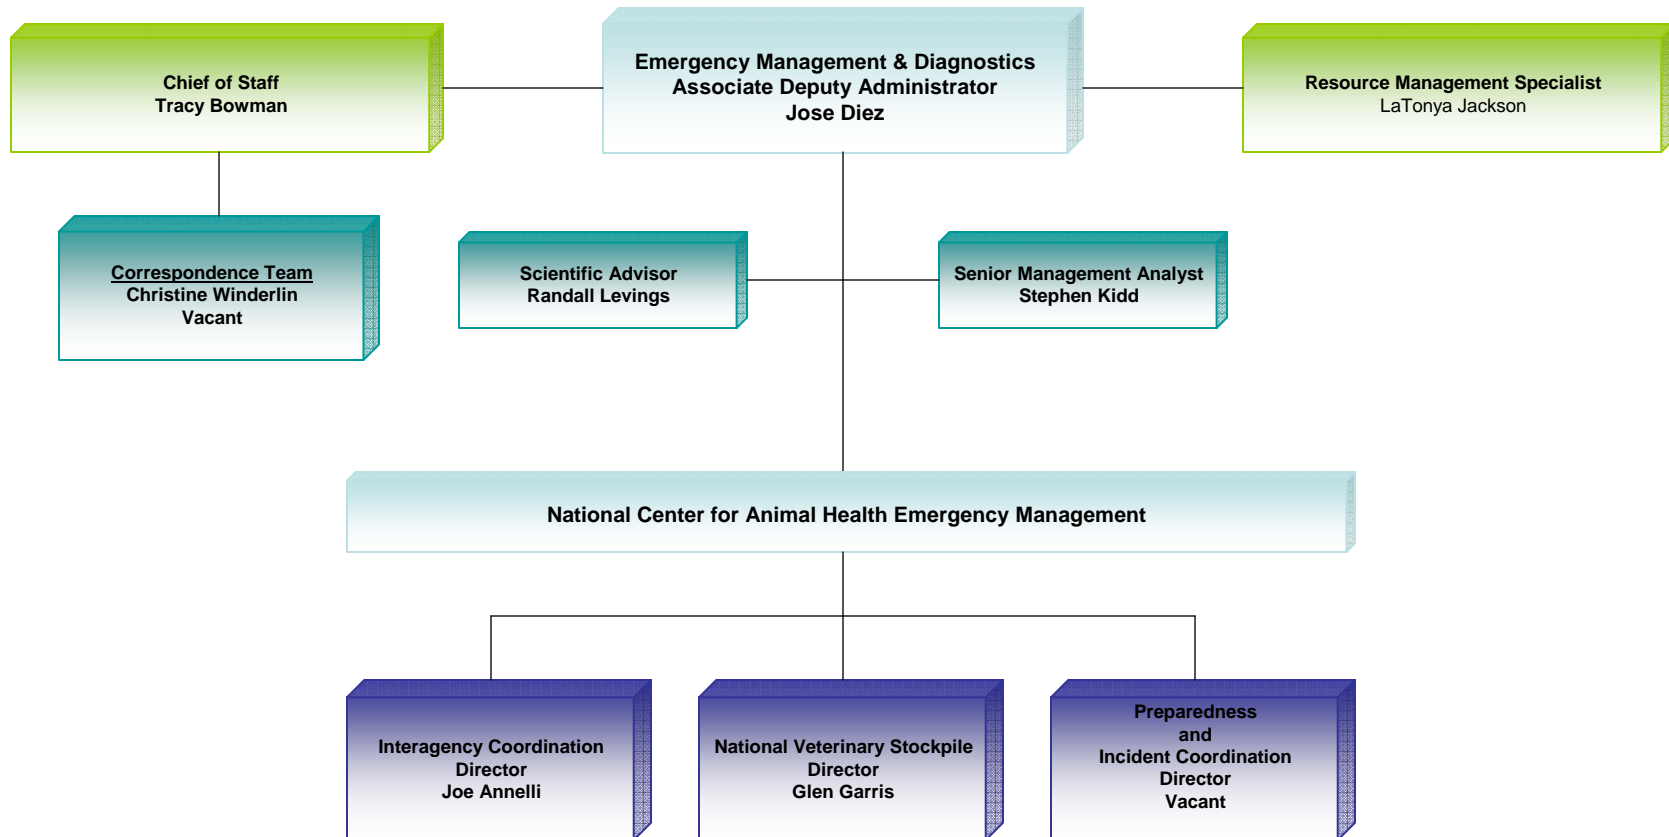 Chief of Staff
Tracy Bowman
Emergency Management & Diagnostics
Associate Deputy Administrator
Jose Diez
Resource Management Specialist
LaTonya Jackson
Correspondence Team
Christine Winderlin
Vacant
Scientific Advisor
Randall Levings
Senior Management Analyst
Stephen Kidd
National Center for Animal Health Emergency Management
Interagency Coordination
Director
Joe Annelli
National Veterinary Stockpile
Director
Glen Garris
Preparedness
and
Incident Coordination
Director
Vacant